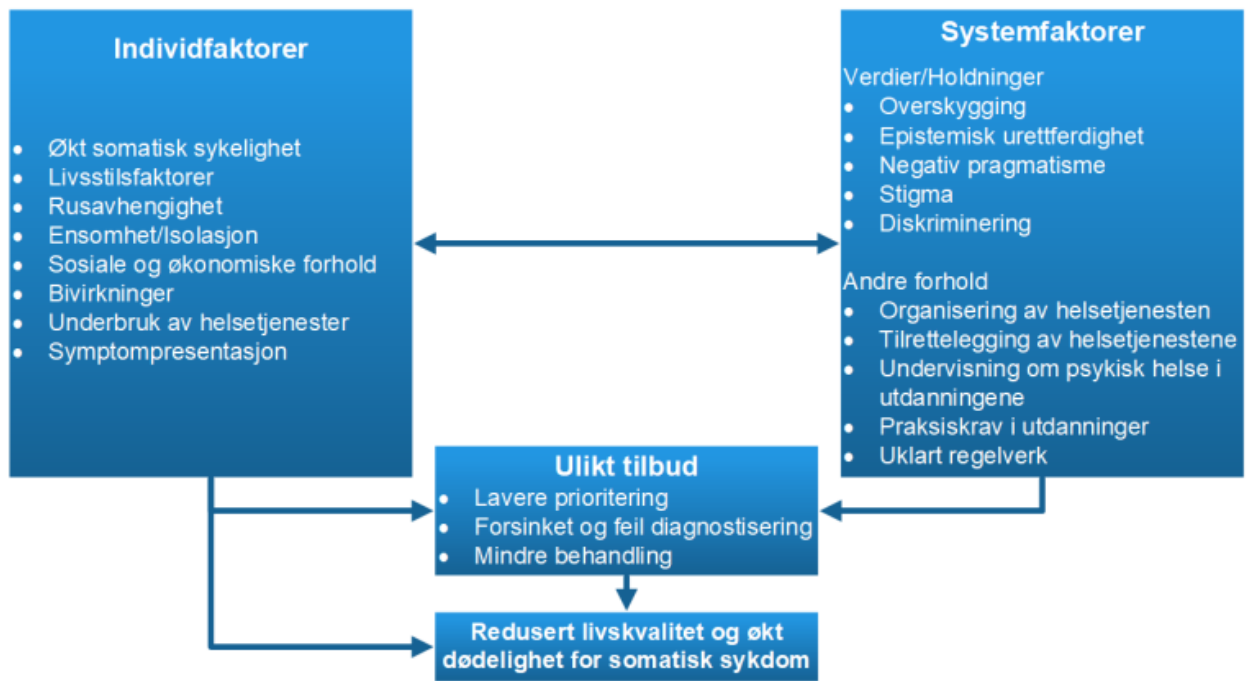 Individfaktorer
• Økt somatisk sykelighet
• Livsstilsfaktorer
• Rusavhengighet
• Ensomhet/Isolasjon
• Sosiale og økonomiske forhold
• Bivirkninger
• Underbruk av helsetjenester
• Symptompresentasjon
Systemfaktorer
Verdier/Holdninger
• Overskygging
• Epistemisk urettferdighet
• Negativ pragmatisme
• Stigma
• Diskriminering
Andre forhold
• Organisering av helsetjenesten
• Tilrettelegging av helsetjenestene
• Undervisning om psykisk helse i
utdanningene
• Praksiskrav i utdanninger
• Uklart regelverk
Ulikt tilbud
• Lavere prioritering
• Forsinket og feil diagnostisering
• Mindre behandling
Redusert livskvalitet og økt
dødelighet for somatisk sykdom